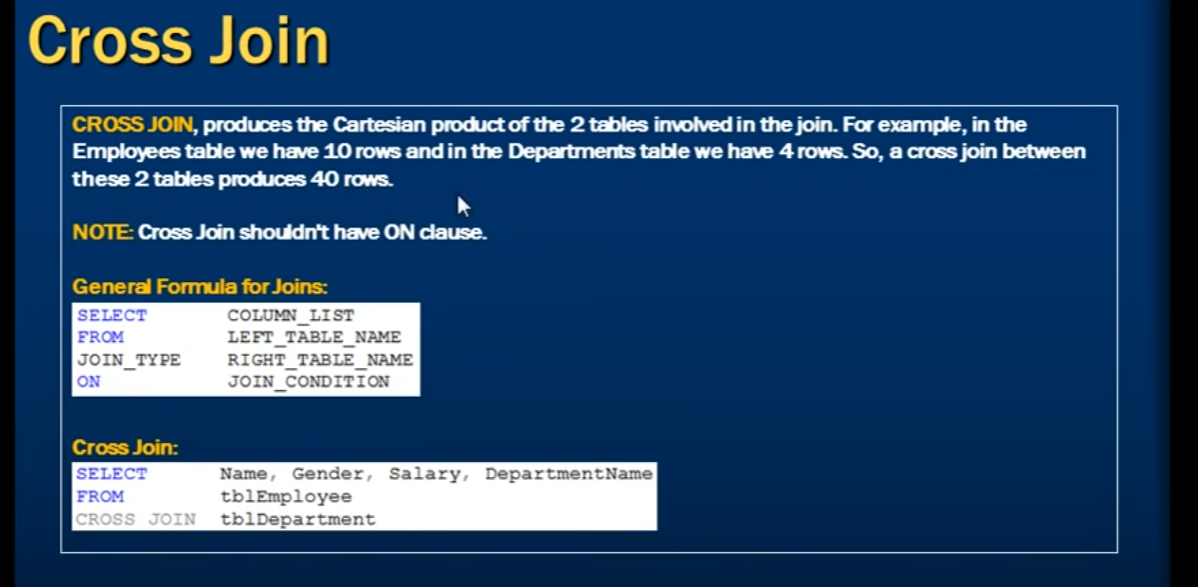 Cross Join
CROSS JOIN, produces the Cartesian product of the 2 tables involved in the join. For example, in the
Employees table we have 10 rows and in the Departments table we have 4 rows. So, a cross join between
these 2 tables produces 40 rows.
NOTE: Cross Join shouldn't have ON clause.
General Formula for Joins:
SELECT COLUMN_LIST
FROM LEFT_TABLE_NAME
JOIN_TYPE RIGHT_TABLE_NAME
ON JOIN_CONDITION
Cross Join:
SELECT Name, Gender, Salary, DepartmentName
FROM tblEmployee
CROSS JOIN tblDepartment